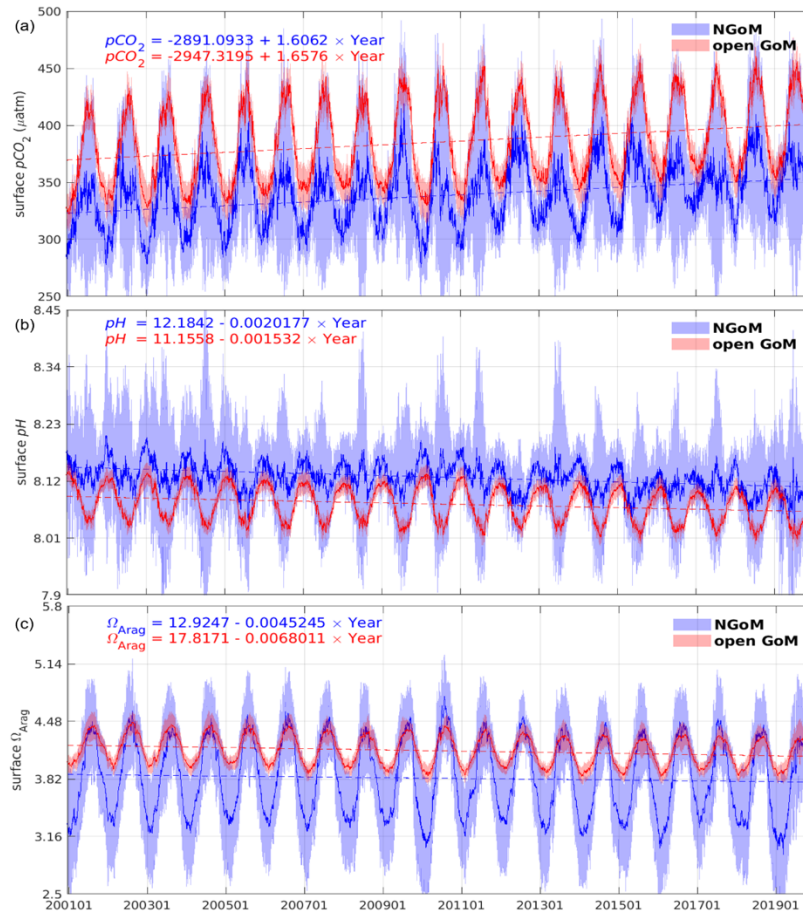 (a)
500
450
400
350
300
250
surface pCO₂ (μatm)
pCO₂ = -2891.0933 + 1.6062 × Year
pCO₂ = -2947.3195 + 1.6576 × Year
NGoM
open GoM
(b)
8.45
8.34
8.23
8.12
8.01
7.9
surface pH
pH = 12.1842 - 0.0020177 × Year
pH = 11.1558 - 0.001532 × Year
NGoM
open GoM
(c)
5.8
5.14
4.48
3.82
3.16
2.5
surface Ω_Arag
Ω_Arag = 12.9247 - 0.0045245 × Year
Ω_Arag = 17.8171 - 0.0068011 × Year
NGoM
open GoM
200101 200301 200501 200701 200901 201101 201301 201501 201701 201901